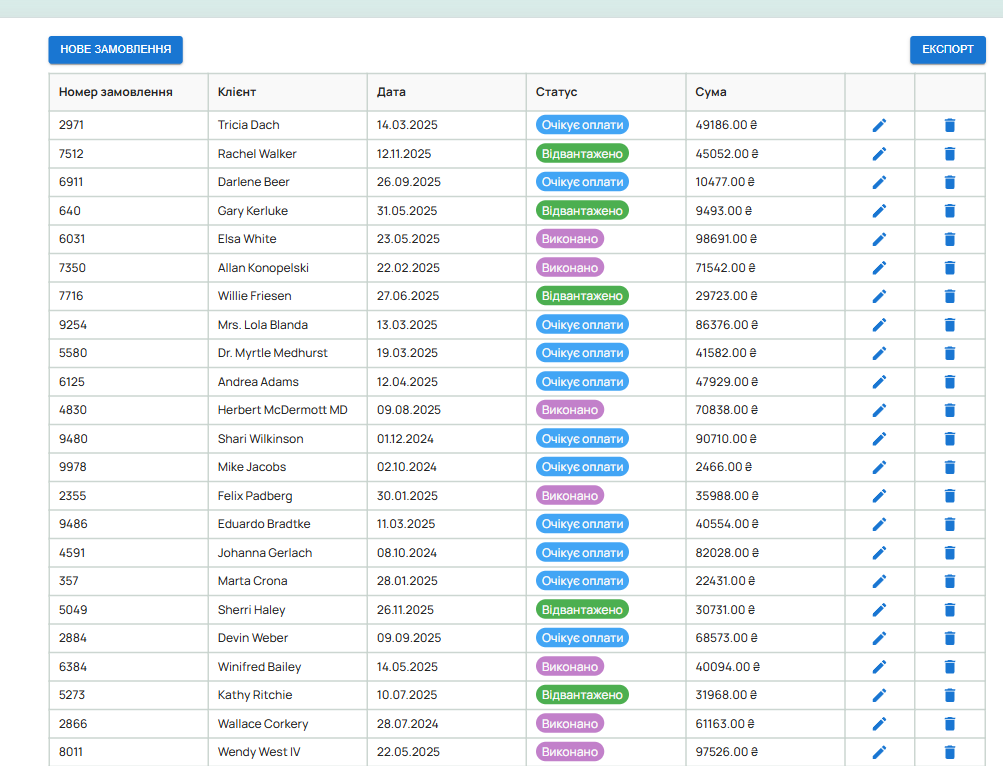 НОВЕ ЗАМОВЛЕННЯ ЕКСПОРТ
Номер замовлення Клієнт Дата Статус Сума
2971 Tricia Dach 14.03.2025 Очікує оплати 49186.00 ₴
7512 Rachel Walker 12.11.2025 Відвантажено 45052.00 ₴
6911 Darlene Beer 26.09.2025 Очікує оплати 10477.00 ₴
640 Gary Kerluke 31.05.2025 Відвантажено 9493.00 ₴
6031 Elsa White 23.05.2025 Виконано 98691.00 ₴
7350 Allan Konopelski 22.02.2025 Виконано 71542.00 ₴
7716 Willie Friesen 27.06.2025 Відвантажено 29723.00 ₴
9254 Mrs. Lola Blanda 13.03.2025 Очікує оплати 86376.00 ₴
5580 Dr. Myrtle Medhurst 19.03.2025 Очікує оплати 41582.00 ₴
6125 Andrea Adams 12.04.2025 Очікує оплати 47929.00 ₴
4830 Herbert McDermott MD 09.08.2025 Виконано 70838.00 ₴
9480 Shari Wilkinson 01.12.2024 Очікує оплати 90710.00 ₴
9978 Mike Jacobs 02.10.2024 Очікує оплати 2466.00 ₴
2355 Felix Padberg 30.01.2025 Виконано 35988.00 ₴
9486 Eduardo Bradtke 11.03.2025 Очікує оплати 40554.00 ₴
4591 Johanna Gerlach 08.10.2024 Очікує оплати 82028.00 ₴
357 Marta Crona 28.01.2025 Очікує оплати 22431.00 ₴
5049 Sherri Haley 26.11.2025 Відвантажено 30731.00 ₴
2884 Devin Weber 09.09.2025 Очікує оплати 68573.00 ₴
6384 Winifred Bailey 14.05.2025 Виконано 40094.00 ₴
5273 Kathy Ritchie 10.07.2025 Відвантажено 31968.00 ₴
2866 Wallace Corkery 28.07.2024 Виконано 61163.00 ₴
8011 Wendy West IV 22.05.2025 Виконано 97526.00 ₴